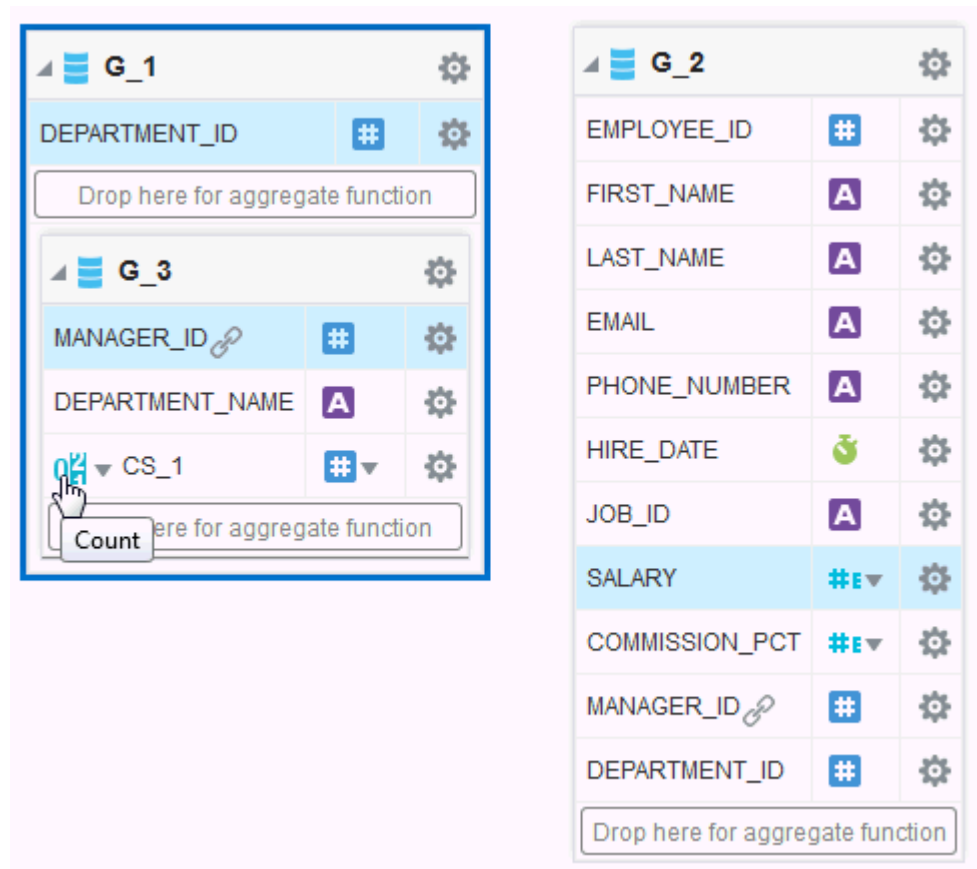 G_1
DEPARTMENT_ID #
Drop here for aggregate function
G_3
MANAGER_ID #
DEPARTMENT_NAME A
CS_1 #
ere for aggregate function
Count
G_2
EMPLOYEE_ID #
FIRST_NAME A
LAST_NAME A
EMAIL A
PHONE_NUMBER A
HIRE_DATE
JOB_ID A
SALARY #E
COMMISSION_PCT #E
MANAGER_ID #
DEPARTMENT_ID #
Drop here for aggregate function